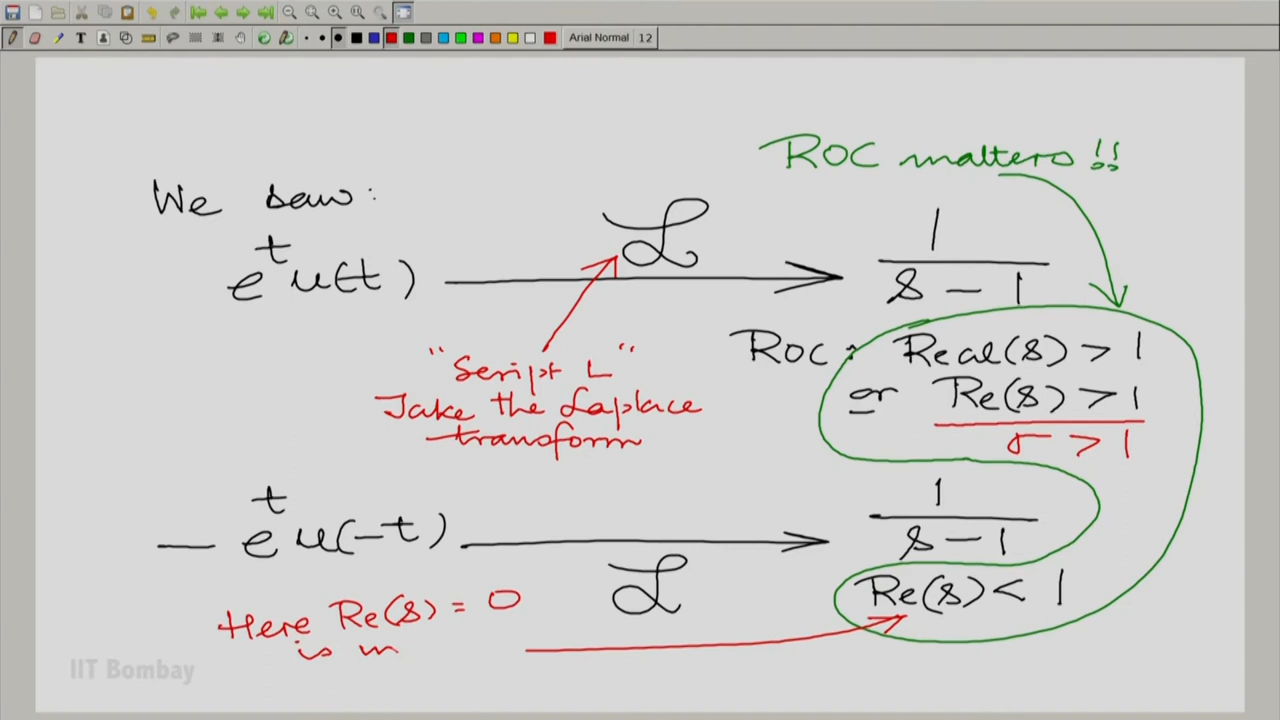 Arial Normal 12
ROC matters !!
We saw:
e^t u(t) ℒ 1/(s-1)
ROC: Real(s) > 1
or Re(s) > 1
σ > 1
"Script L"
Take the Laplace
transform
- e^t u(-t) ℒ 1/(s-1)
Re(s) < 1
Here Re(s) = 0
is in
IIT Bombay